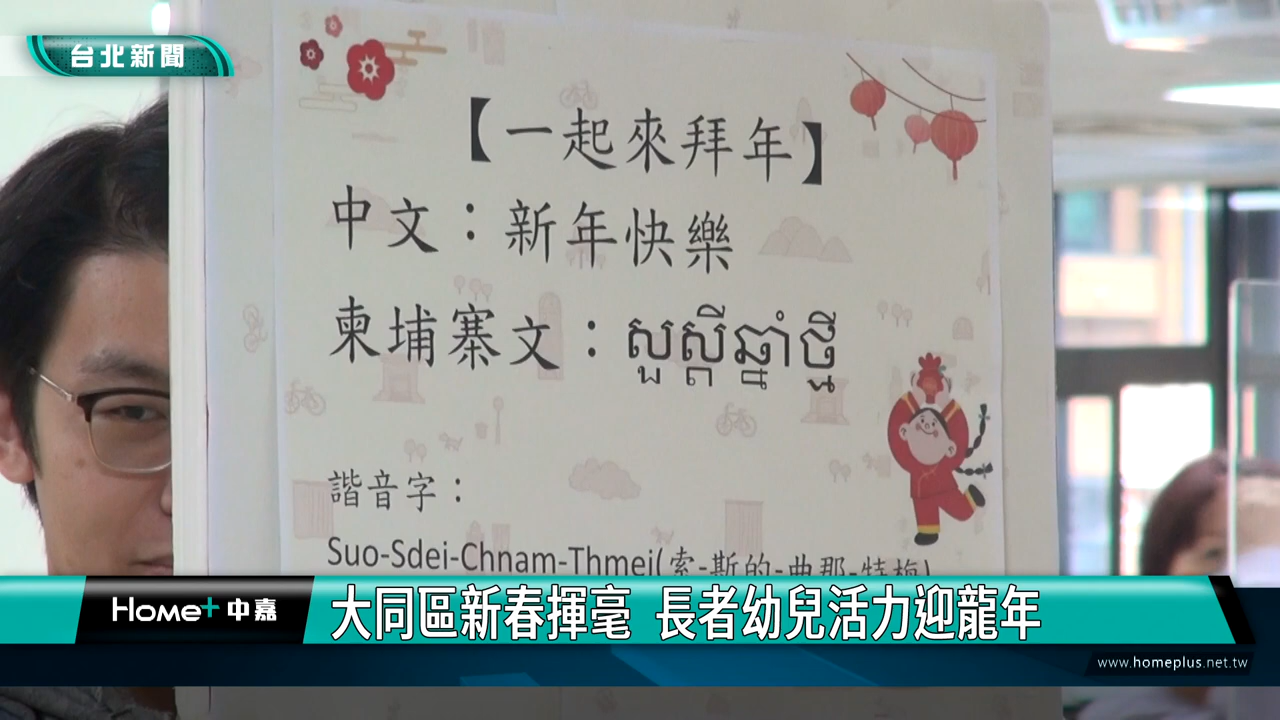 台北新聞
【一起來拜年】
中文：新年快樂
柬埔寨文：សួស្តីឆ្នាំថ្មី
諧音字：
Suo-Sdei-Chnam-Thmei(索-斯的-曲那-特梅)
Home+中嘉
大同區新春揮毫 長者幼兒活力迎龍年
www.homeplus.net.tw